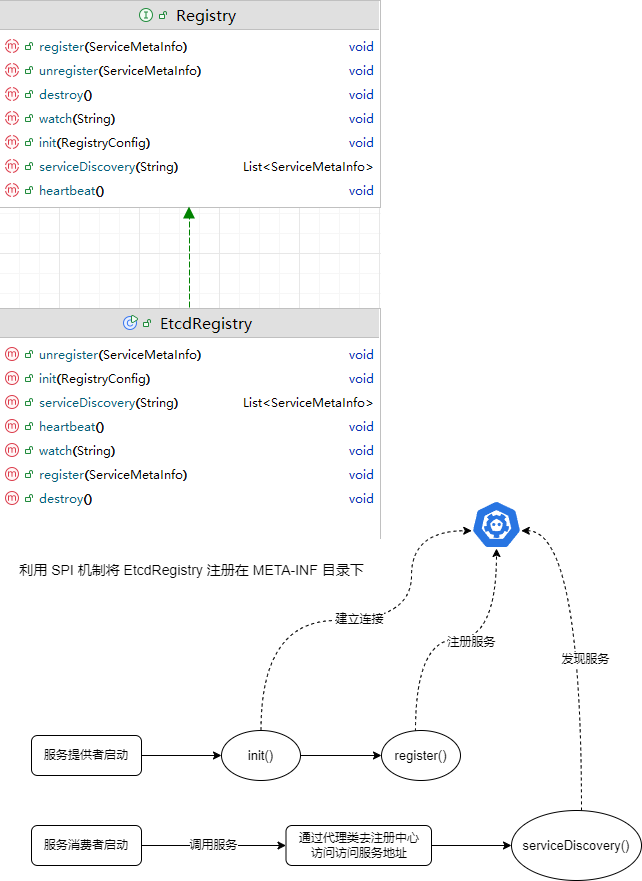 Registry
register(ServiceMetaInfo) void
unregister(ServiceMetaInfo) void
destroy() void
watch(String) void
init(RegistryConfig) void
serviceDiscovery(String) List<ServiceMetaInfo>
heartbeat() void
EtcdRegistry
unregister(ServiceMetaInfo) void
init(RegistryConfig) void
serviceDiscovery(String) List<ServiceMetaInfo>
heartbeat() void
watch(String) void
register(ServiceMetaInfo) void
destroy() void
利用 SPI 机制将 EtcdRegistry 注册在 META-INF 目录下
建立连接
注册服务
发现服务
服务提供者启动
init()
register()
服务消费者启动
调用服务
通过代理类去注册中心
访问访问服务地址
serviceDiscovery()